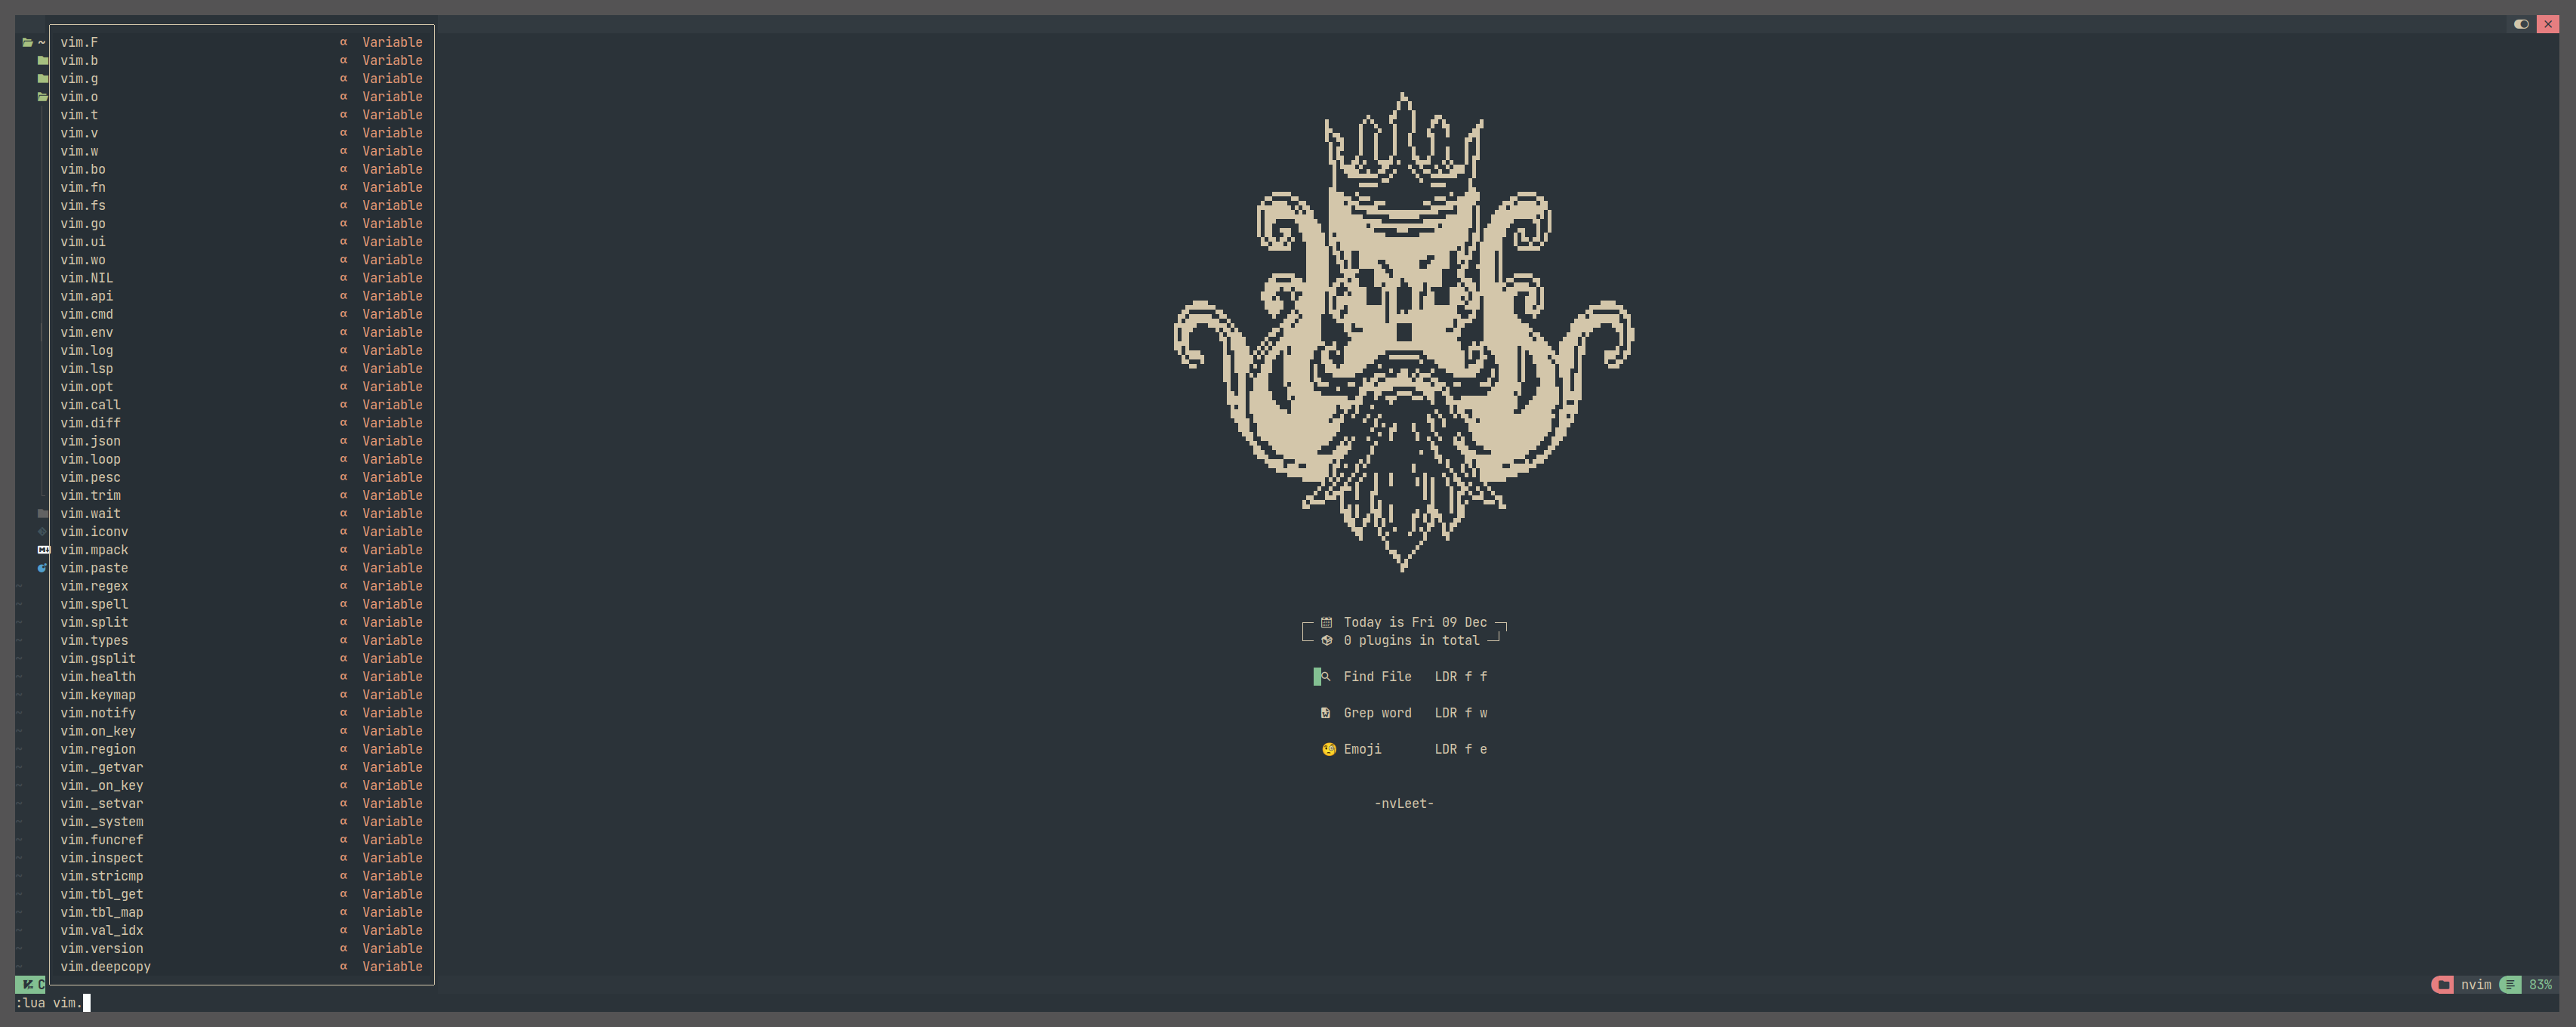 ~
vim.F α Variable
vim.b α Variable
vim.g α Variable
vim.o α Variable
vim.t α Variable
vim.v α Variable
vim.w α Variable
vim.bo α Variable
vim.fn α Variable
vim.fs α Variable
vim.go α Variable
vim.ui α Variable
vim.wo α Variable
vim.NIL α Variable
vim.api α Variable
vim.cmd α Variable
vim.env α Variable
vim.log α Variable
vim.lsp α Variable
vim.opt α Variable
vim.call α Variable
vim.diff α Variable
vim.json α Variable
vim.loop α Variable
vim.pesc α Variable
vim.trim α Variable
vim.wait α Variable
vim.iconv α Variable
vim.mpack α Variable
vim.paste α Variable
vim.regex α Variable
vim.spell α Variable
vim.split α Variable
vim.types α Variable
vim.gsplit α Variable
vim.health α Variable
vim.keymap α Variable
vim.notify α Variable
vim.on_key α Variable
vim.region α Variable
vim._getvar α Variable
vim._on_key α Variable
vim._setvar α Variable
vim._system α Variable
vim.funcref α Variable
vim.inspect α Variable
vim.stricmp α Variable
vim.tbl_get α Variable
vim.tbl_map α Variable
vim.val_idx α Variable
vim.version α Variable
vim.deepcopy α Variable
Today is Fri 09 Dec
0 plugins in total
Find File LDR f f
Grep word LDR f w
🧐 Emoji LDR f e
-nvLeet-
C
nvim 83%
:lua vim.